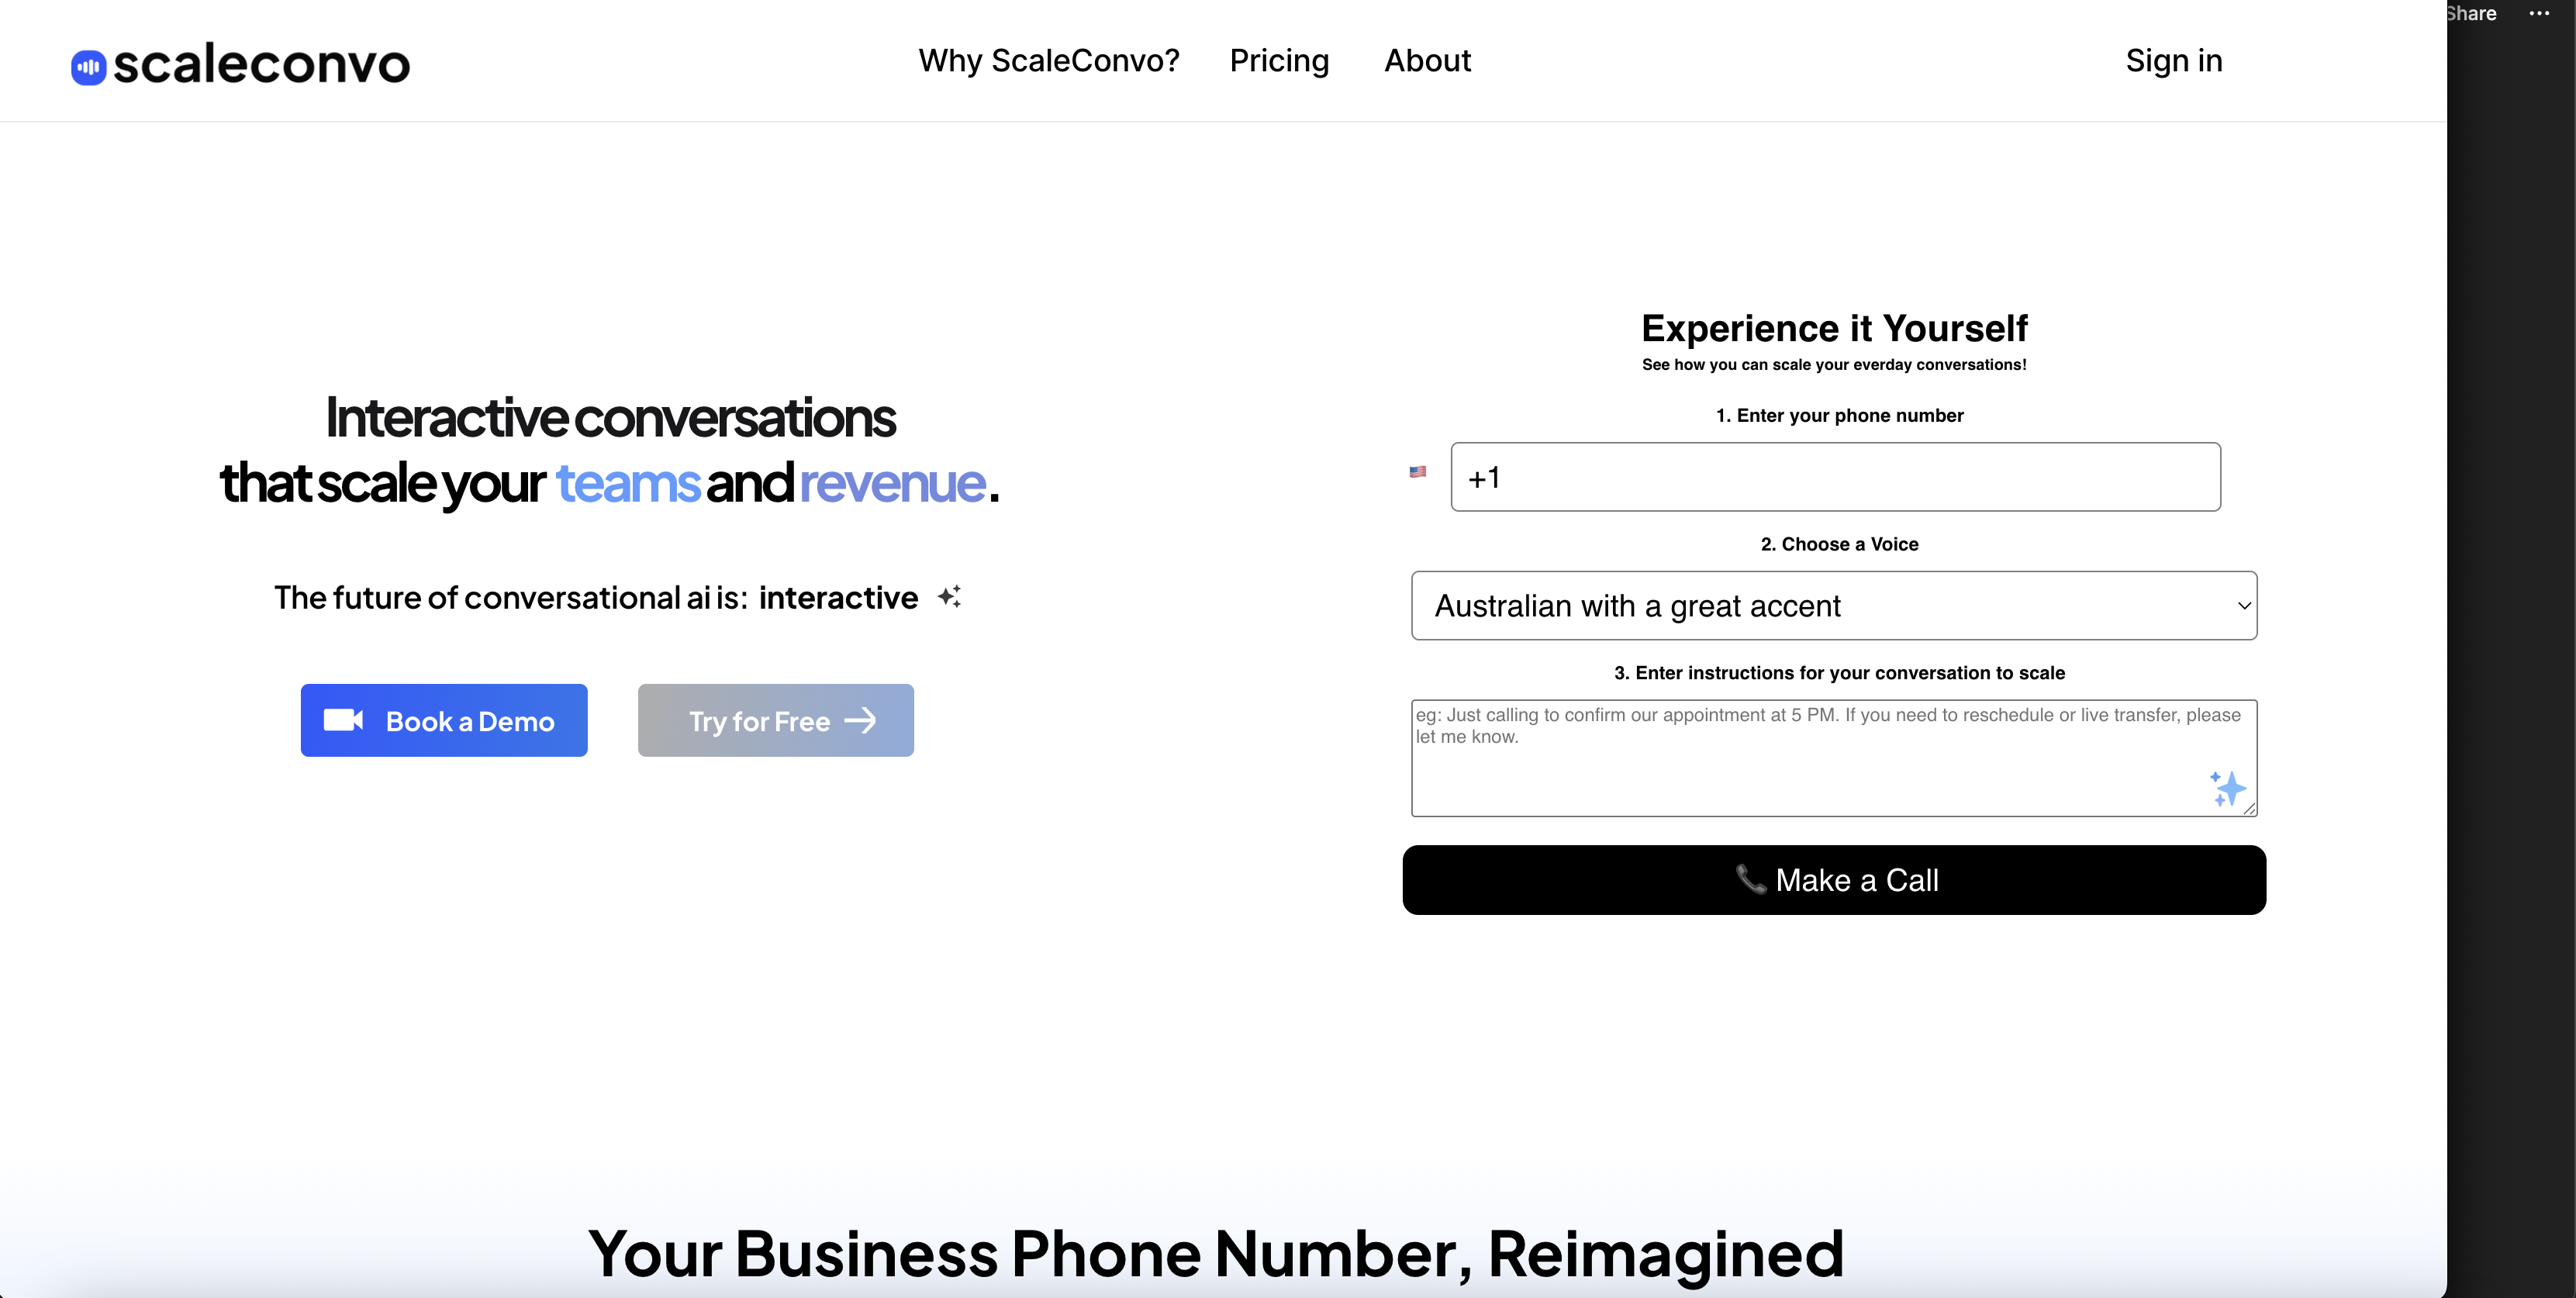 scaleconvo
Why ScaleConvo?
Pricing
About
Sign in
Share
Interactive conversations
that scale your teams and revenue.
The future of conversational ai is: interactive
Book a Demo
Try for Free
Experience it Yourself
See how you can scale your everday conversations!
1. Enter your phone number
+1
2. Choose a Voice
Australian with a great accent
3. Enter instructions for your conversation to scale
eg: Just calling to confirm our appointment at 5 PM. If you need to reschedule or live transfer, please
let me know.
Make a Call
Your Business Phone Number, Reimagined